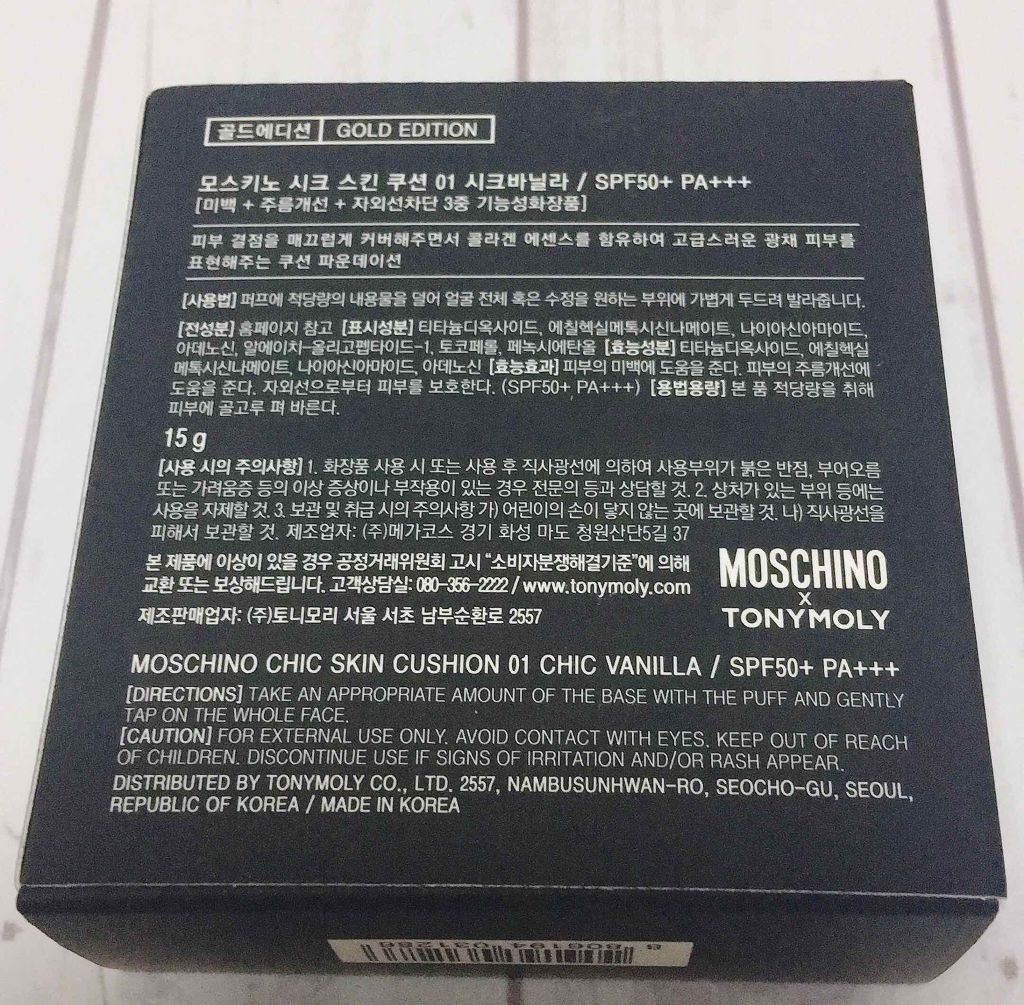 골드에디션 | GOLD EDITION
모스키노 시크 스킨 쿠션 01 시크바닐라 / SPF50+ PA+++
[미백 + 주름개선 + 자외선차단 3중 기능성화장품]
피부 결점을 매끄럽게 커버해주면서 콜라겐 에센스를 함유하여 고급스러운 광채 피부를
표현해주는 쿠션 파운데이션
[사용법] 퍼프에 적당량의 내용물을 덜어 얼굴 전체 혹은 수정을 원하는 부위에 가볍게 두드려 발라줍니다.
[전성분] 홈페이지 참고 [표시성분] 티타늄디옥사이드, 에칠헥실메톡시신나메이트, 나이아신아마이드,
아데노신, 알에이치-올리고펩타이드-1, 토코페롤, 페녹시에탄올 [효능성분] 티타늄디옥사이드, 에칠헥실
메톡시신나메이트, 나이아신아마이드, 아데노신 [효능효과] 피부의 미백에 도움을 준다. 피부의 주름개선에
도움을 준다. 자외선으로부터 피부를 보호한다. (SPF50+, PA+++) [용법용량] 본 품 적당량을 취해
피부에 골고루 펴 바른다.
15 g
[사용 시의 주의사항] 1. 화장품 사용 시 또는 사용 후 직사광선에 의하여 사용부위가 붉은 반점, 부어오름
또는 가려움증 등의 이상 증상이나 부작용이 있는 경우 전문의 등과 상담할 것. 2. 상처가 있는 부위 등에는
사용을 자제할 것. 3. 보관 및 취급 시의 주의사항 가) 어린이의 손이 닿지 않는 곳에 보관할 것. 나) 직사광선을
피해서 보관할 것. 제조업자: (주)메가코스 경기 화성 마도 청원산단5길 37
본 제품에 이상이 있을 경우 공정거래위원회 고시 "소비자분쟁해결기준"에 의해
교환 또는 보상해드립니다. 고객상담실: 080-356-2222 / www.tonymoly.com
제조판매업자: (주)토니모리 서울 서초 남부순환로 2557
MOSCHINO
X
TONYMOLY
MOSCHINO CHIC SKIN CUSHION 01 CHIC VANILLA / SPF50+ PA+++
[DIRECTIONS] TAKE AN APPROPRIATE AMOUNT OF THE BASE WITH THE PUFF AND GENTLY
TAP ON THE WHOLE FACE.
[CAUTION] FOR EXTERNAL USE ONLY. AVOID CONTACT WITH EYES. KEEP OUT OF REACH
OF CHILDREN. DISCONTINUE USE IF SIGNS OF IRRITATION AND/OR RASH APPEAR.
DISTRIBUTED BY TONYMOLY CO., LTD. 2557, NAMBUSUNHWAN-RO, SEOCHO-GU, SEOUL,
REPUBLIC OF KOREA / MADE IN KOREA
8 806194 031286